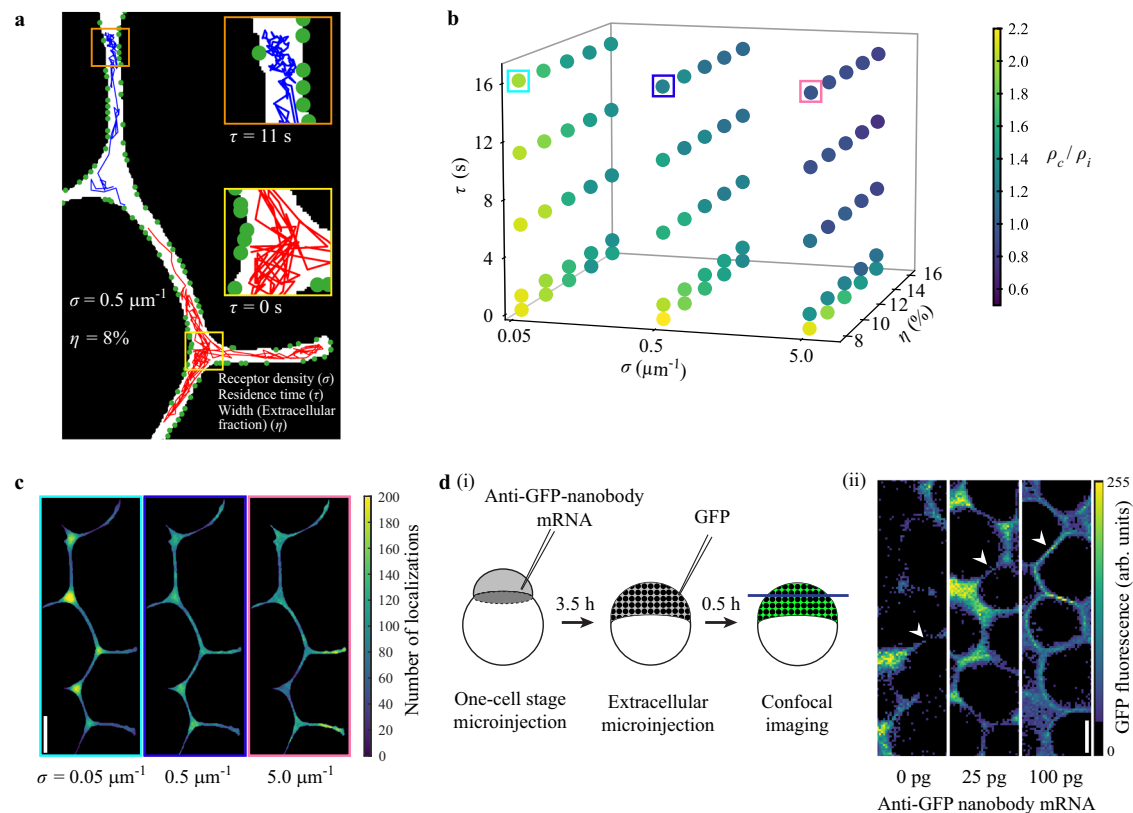 a
τ = 11 s
τ = 0 s
σ = 0.5 µm⁻¹
η = 8%
Receptor density (σ)
Residence time (τ)
Width (Extracellular
fraction) (η)
b
τ (s)
16
12
8
4
0
0.05
0.5
5.0
σ (µm⁻¹)
8
10
12
14
16
η (%)
2.2
2.0
1.8
1.6
1.4
1.2
1.0
0.8
0.6
ρc/ρi
c
200
180
160
140
120
100
80
60
40
20
0
Number of localizations
σ = 0.05 µm⁻¹
0.5 µm⁻¹
5.0 µm⁻¹
d (i)
Anti-GFP-nanobody
mRNA
GFP
3.5 h
0.5 h
One-cell stage
microinjection
Extracellular
microinjection
Confocal
imaging
(ii)
255
0
GFP fluorescence (arb. units)
0 pg
25 pg
100 pg
Anti-GFP nanobody mRNA